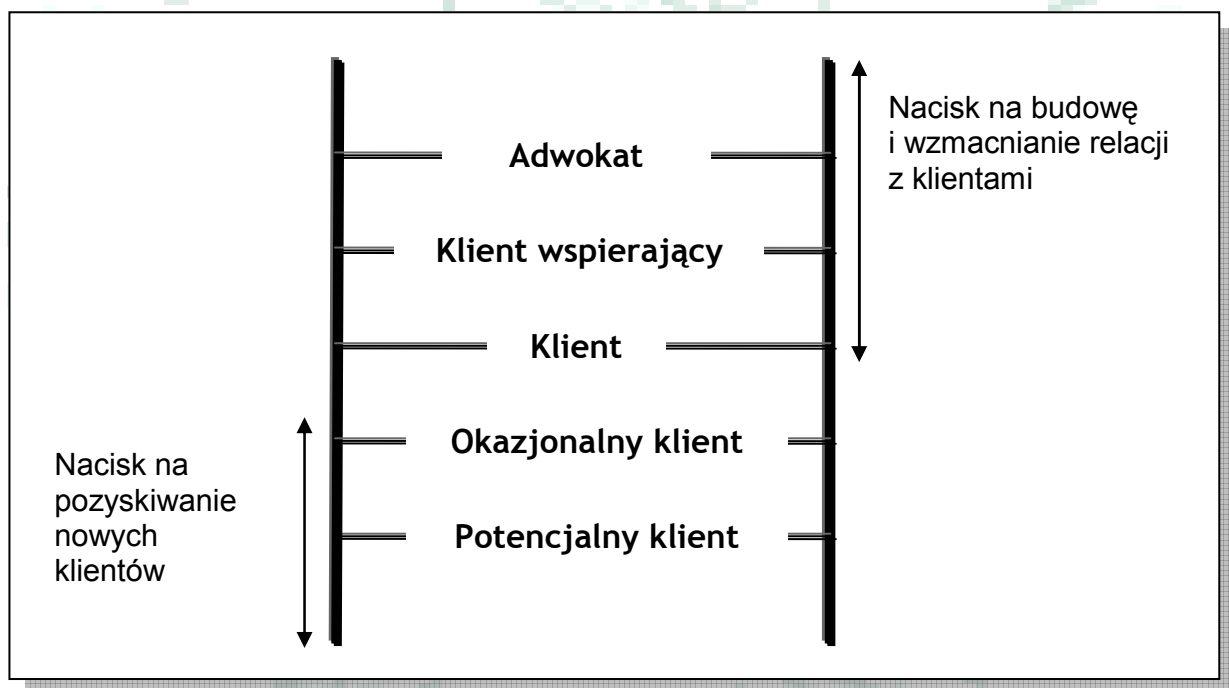 Adwokat
Klient wspierający
Klient
Okazjonalny klient
Potencjalny klient
Nacisk na budowę
i wzmacnianie relacji
z klientami
Nacisk na
pozyskiwanie
nowych
klientów